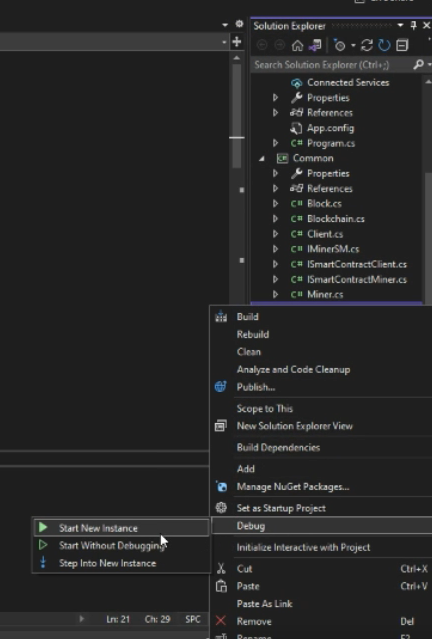 Solution Explorer
Search Solution Explorer (Ctrl+;)
Connected Services
Properties
C# References
App.config
C# Program.cs
C# Common
Properties
References
C# Block.cs
C# Blockchain.cs
C# Client.cs
C# IMinerSM.cs
C# ISmartContractClient.cs
C# ISmartContractMiner.cs
C# Miner.cs
Build
Rebuild
Clean
Analyze and Code Cleanup
Publish...
Scope to This
New Solution Explorer View
Build Dependencies
Add
Manage NuGet Packages...
Set as Startup Project
Debug
Start New Instance
Start Without Debugging
Step Into New Instance
Initialize Interactive with Project
Cut Ctrl+X
Paste Ctrl+V
Paste As Link
Remove Del
Ln: 21 Ch: 29 SPC